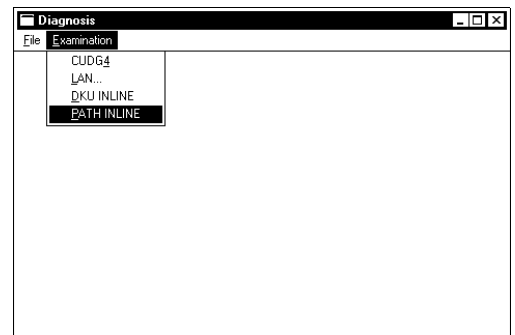 Diagnosis
File Examination
CUDG4
LAN...
DKU INLINE
PATH INLINE